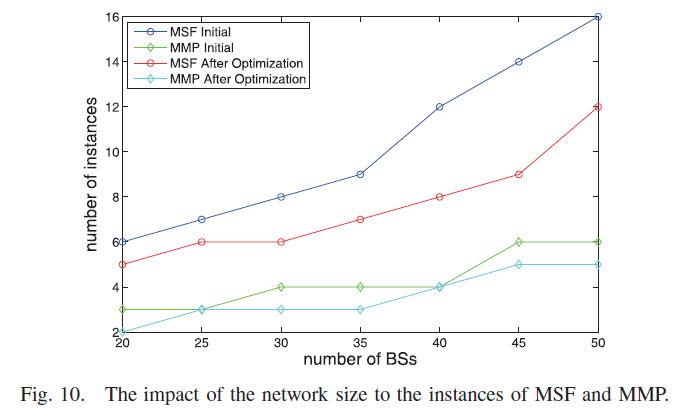 16
14
12
10
8
6
4
2
number of instances
MSF Initial
MMP Initial
MSF After Optimization
MMP After Optimization
20 25 30 35 40 45 50
number of BSs
Fig. 10. The impact of the network size to the instances of MSF and MMP.